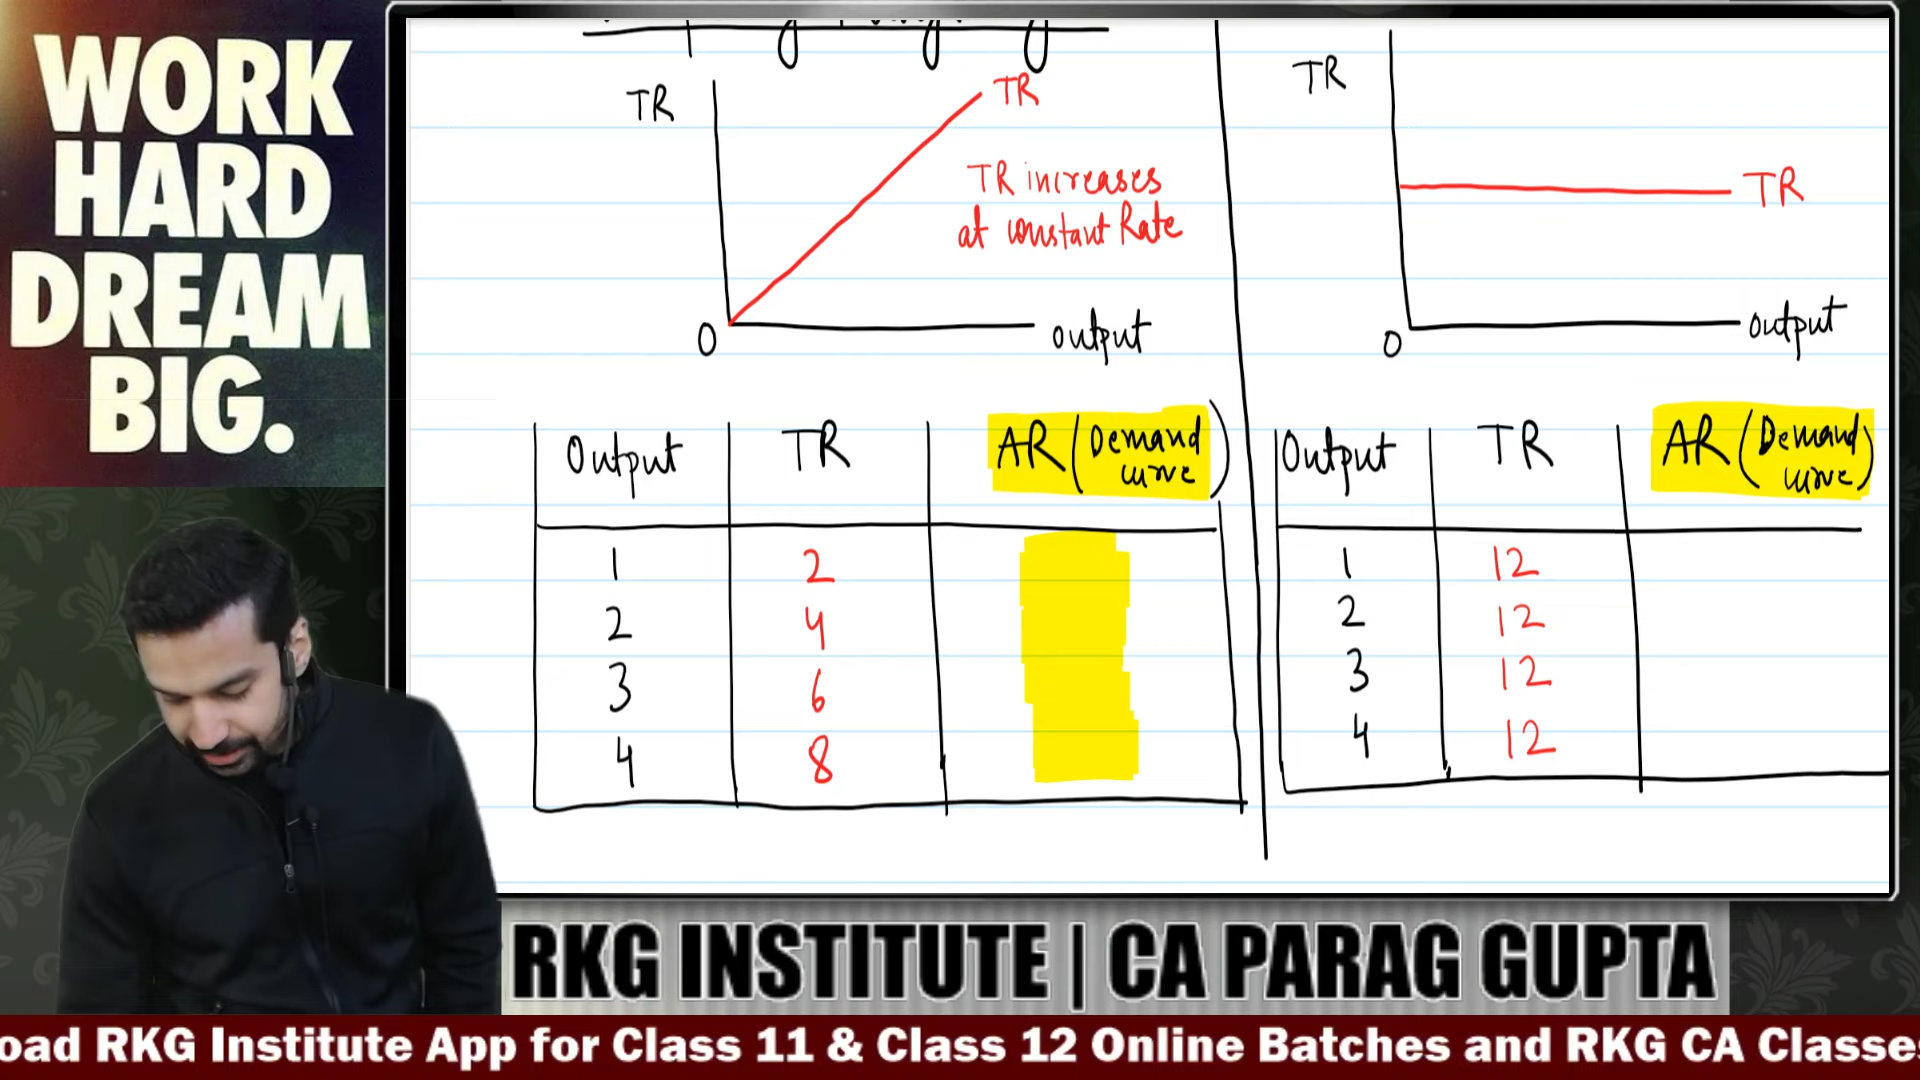 WORK
HARD
DREAM
BIG.
TR
TR
TR increases
at constant Rate
O
output
TR
TR
O
output
Output TR AR (Demand curve)
1 2
2 4
3 6
4 8
Output TR AR (Demand curve)
1 12
2 12
3 12
4 12
RKG INSTITUTE | CA PARAG GUPTA
oad RKG Institute App for Class 11 & Class 12 Online Batches and RKG CA Classe